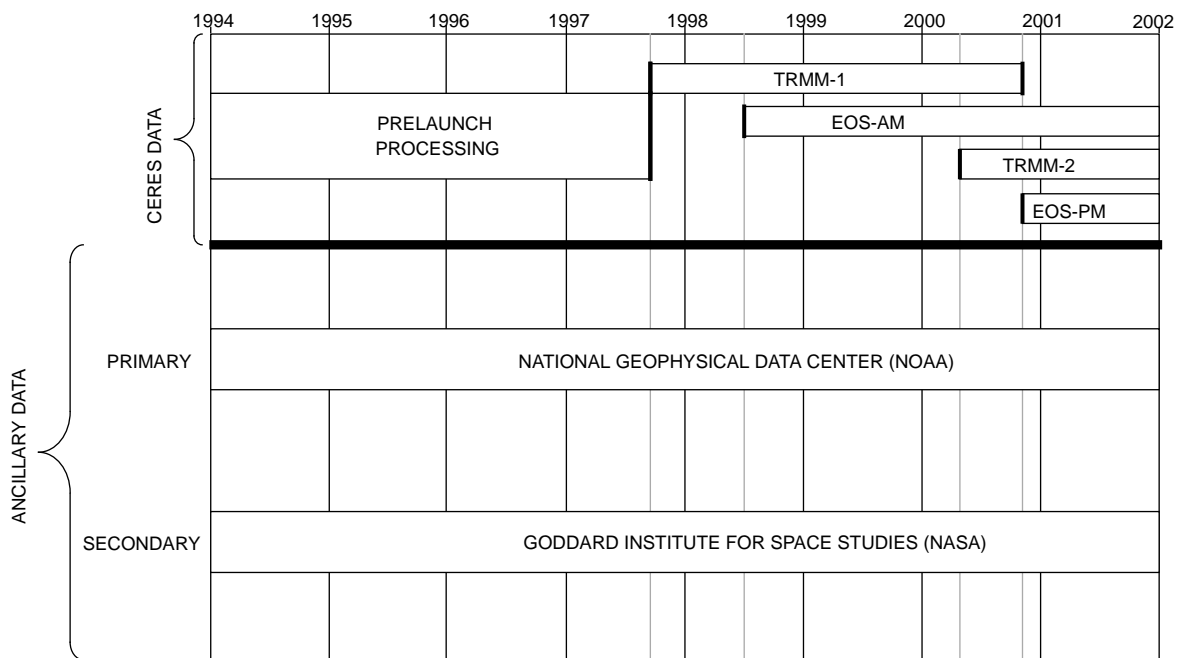 1994 1995 1996 1997 1998 1999 2000 2001 2002
TRMM-1
EOS-AM
PRELAUNCH
PROCESSING
TRMM-2
EOS-PM
CERES DATA
PRIMARY
NATIONAL GEOPHYSICAL DATA CENTER (NOAA)
ANCILLARY DATA
SECONDARY
GODDARD INSTITUTE FOR SPACE STUDIES (NASA)